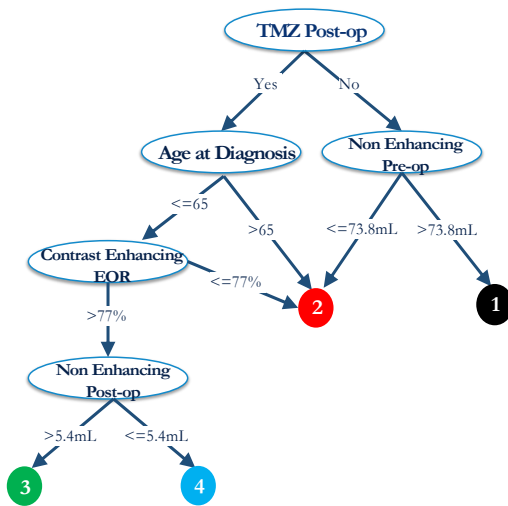 TMZ Post-op
Yes
No
Age at Diagnosis
Non Enhancing
Pre-op
<=65
>65
<=73.8mL
>73.8mL
Contrast Enhancing
EOR
<=77%
2
1
>77%
Non Enhancing
Post-op
>5.4mL
<=5.4mL
3
4